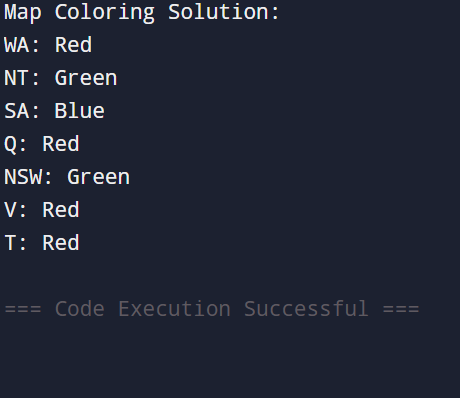 Map Coloring Solution:
WA: Red
NT: Green
SA: Blue
Q: Red
NSW: Green
V: Red
T: Red
=== Code Execution Successful ===